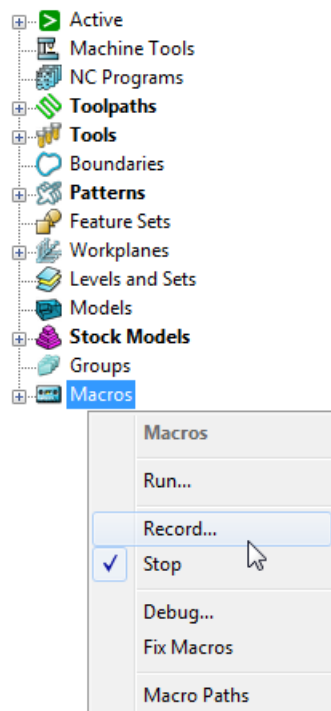 Active
Machine Tools
NC Programs
Toolpaths
Tools
Boundaries
Patterns
Feature Sets
Workplanes
Levels and Sets
Models
Stock Models
Groups
Macros
Macros
Run...
Record...
Stop
Debug...
Fix Macros
Macro Paths